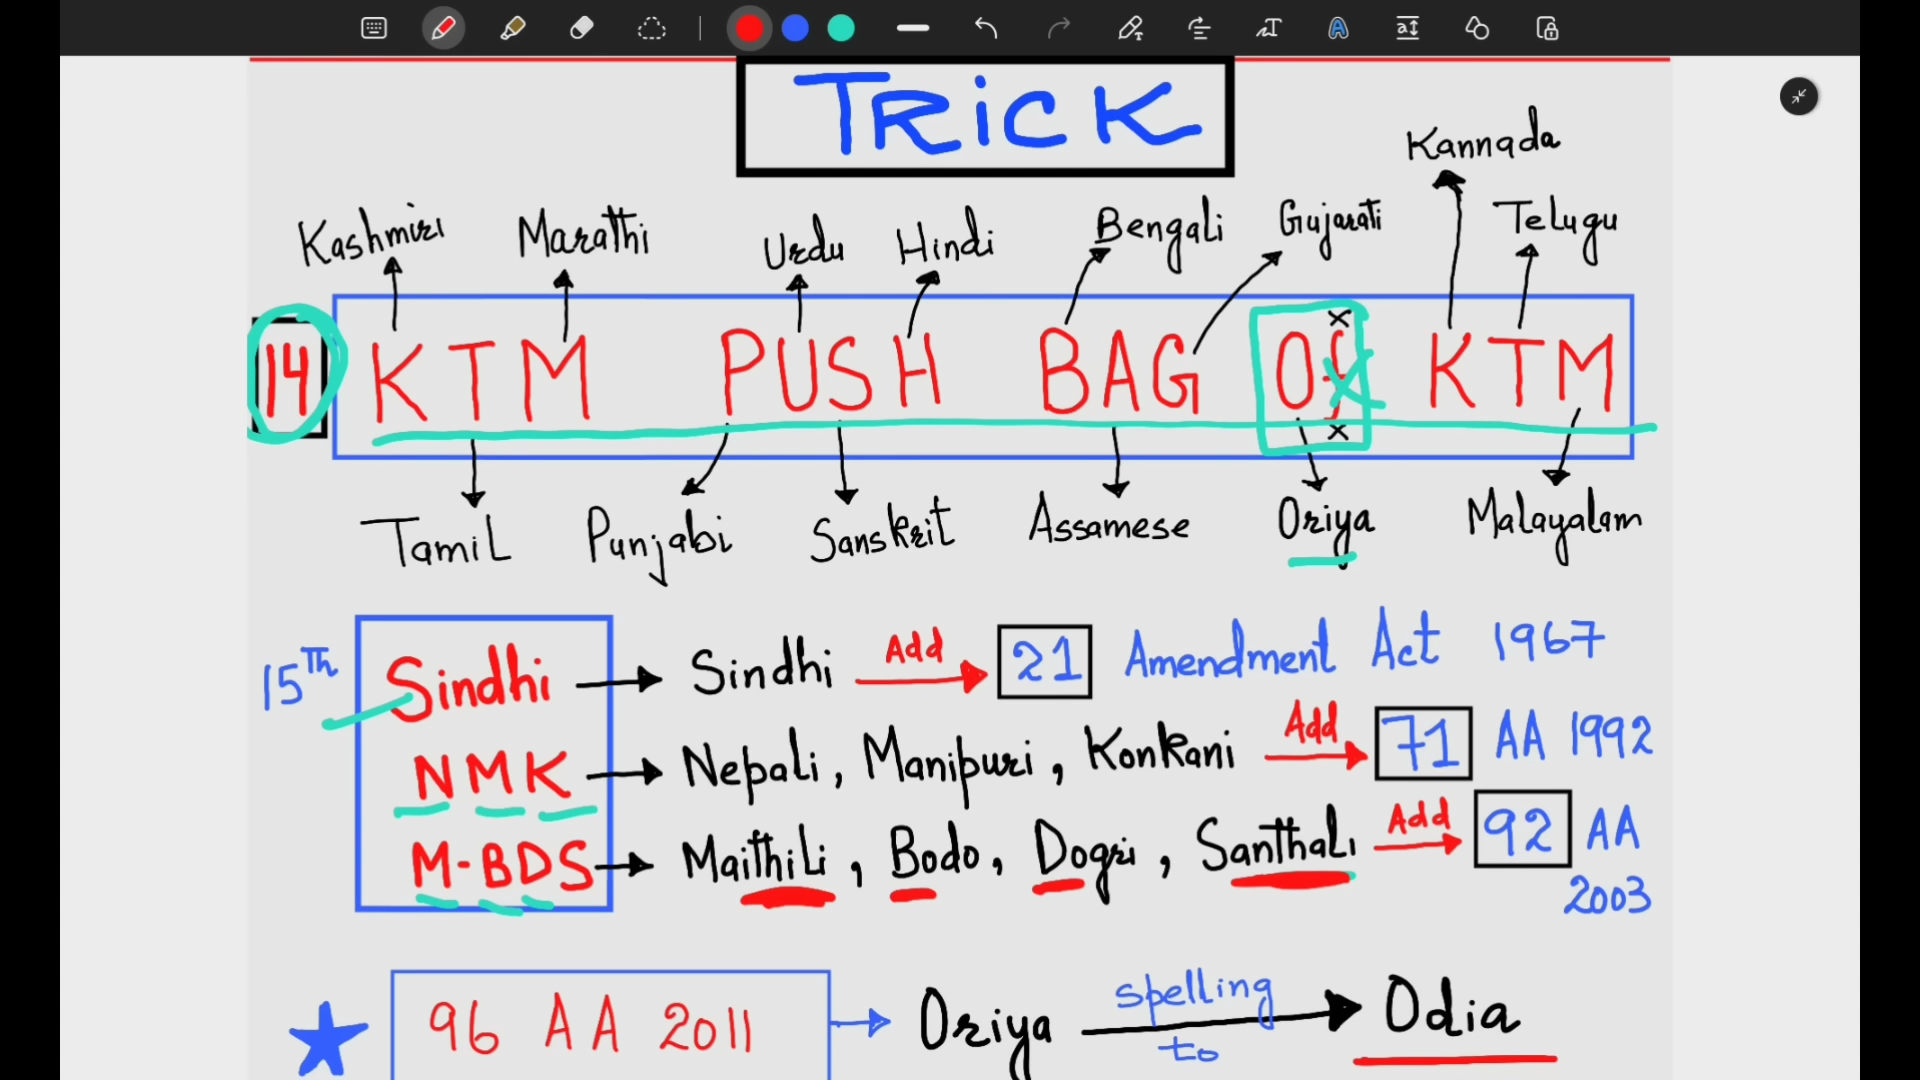 TRiCK
Kannada
Kashmiri Marathi Urdu Hindi Bengali Gujarati Telugu
14 KTM PUSH BAG Of KTM
Tamil Punjabi Sanskrit Assamese Oriya Malayalam
15Th Sindhi → Sindhi Add → 21 Amendment Act 1967
NMK → Nepali, Manipuri, Konkani Add → 71 AA 1992
M-BDS → Maithili, Bodo, Dogri, Santhali Add → 92 AA
2003
96 AA 2011 → Oriya spelling to → Odia